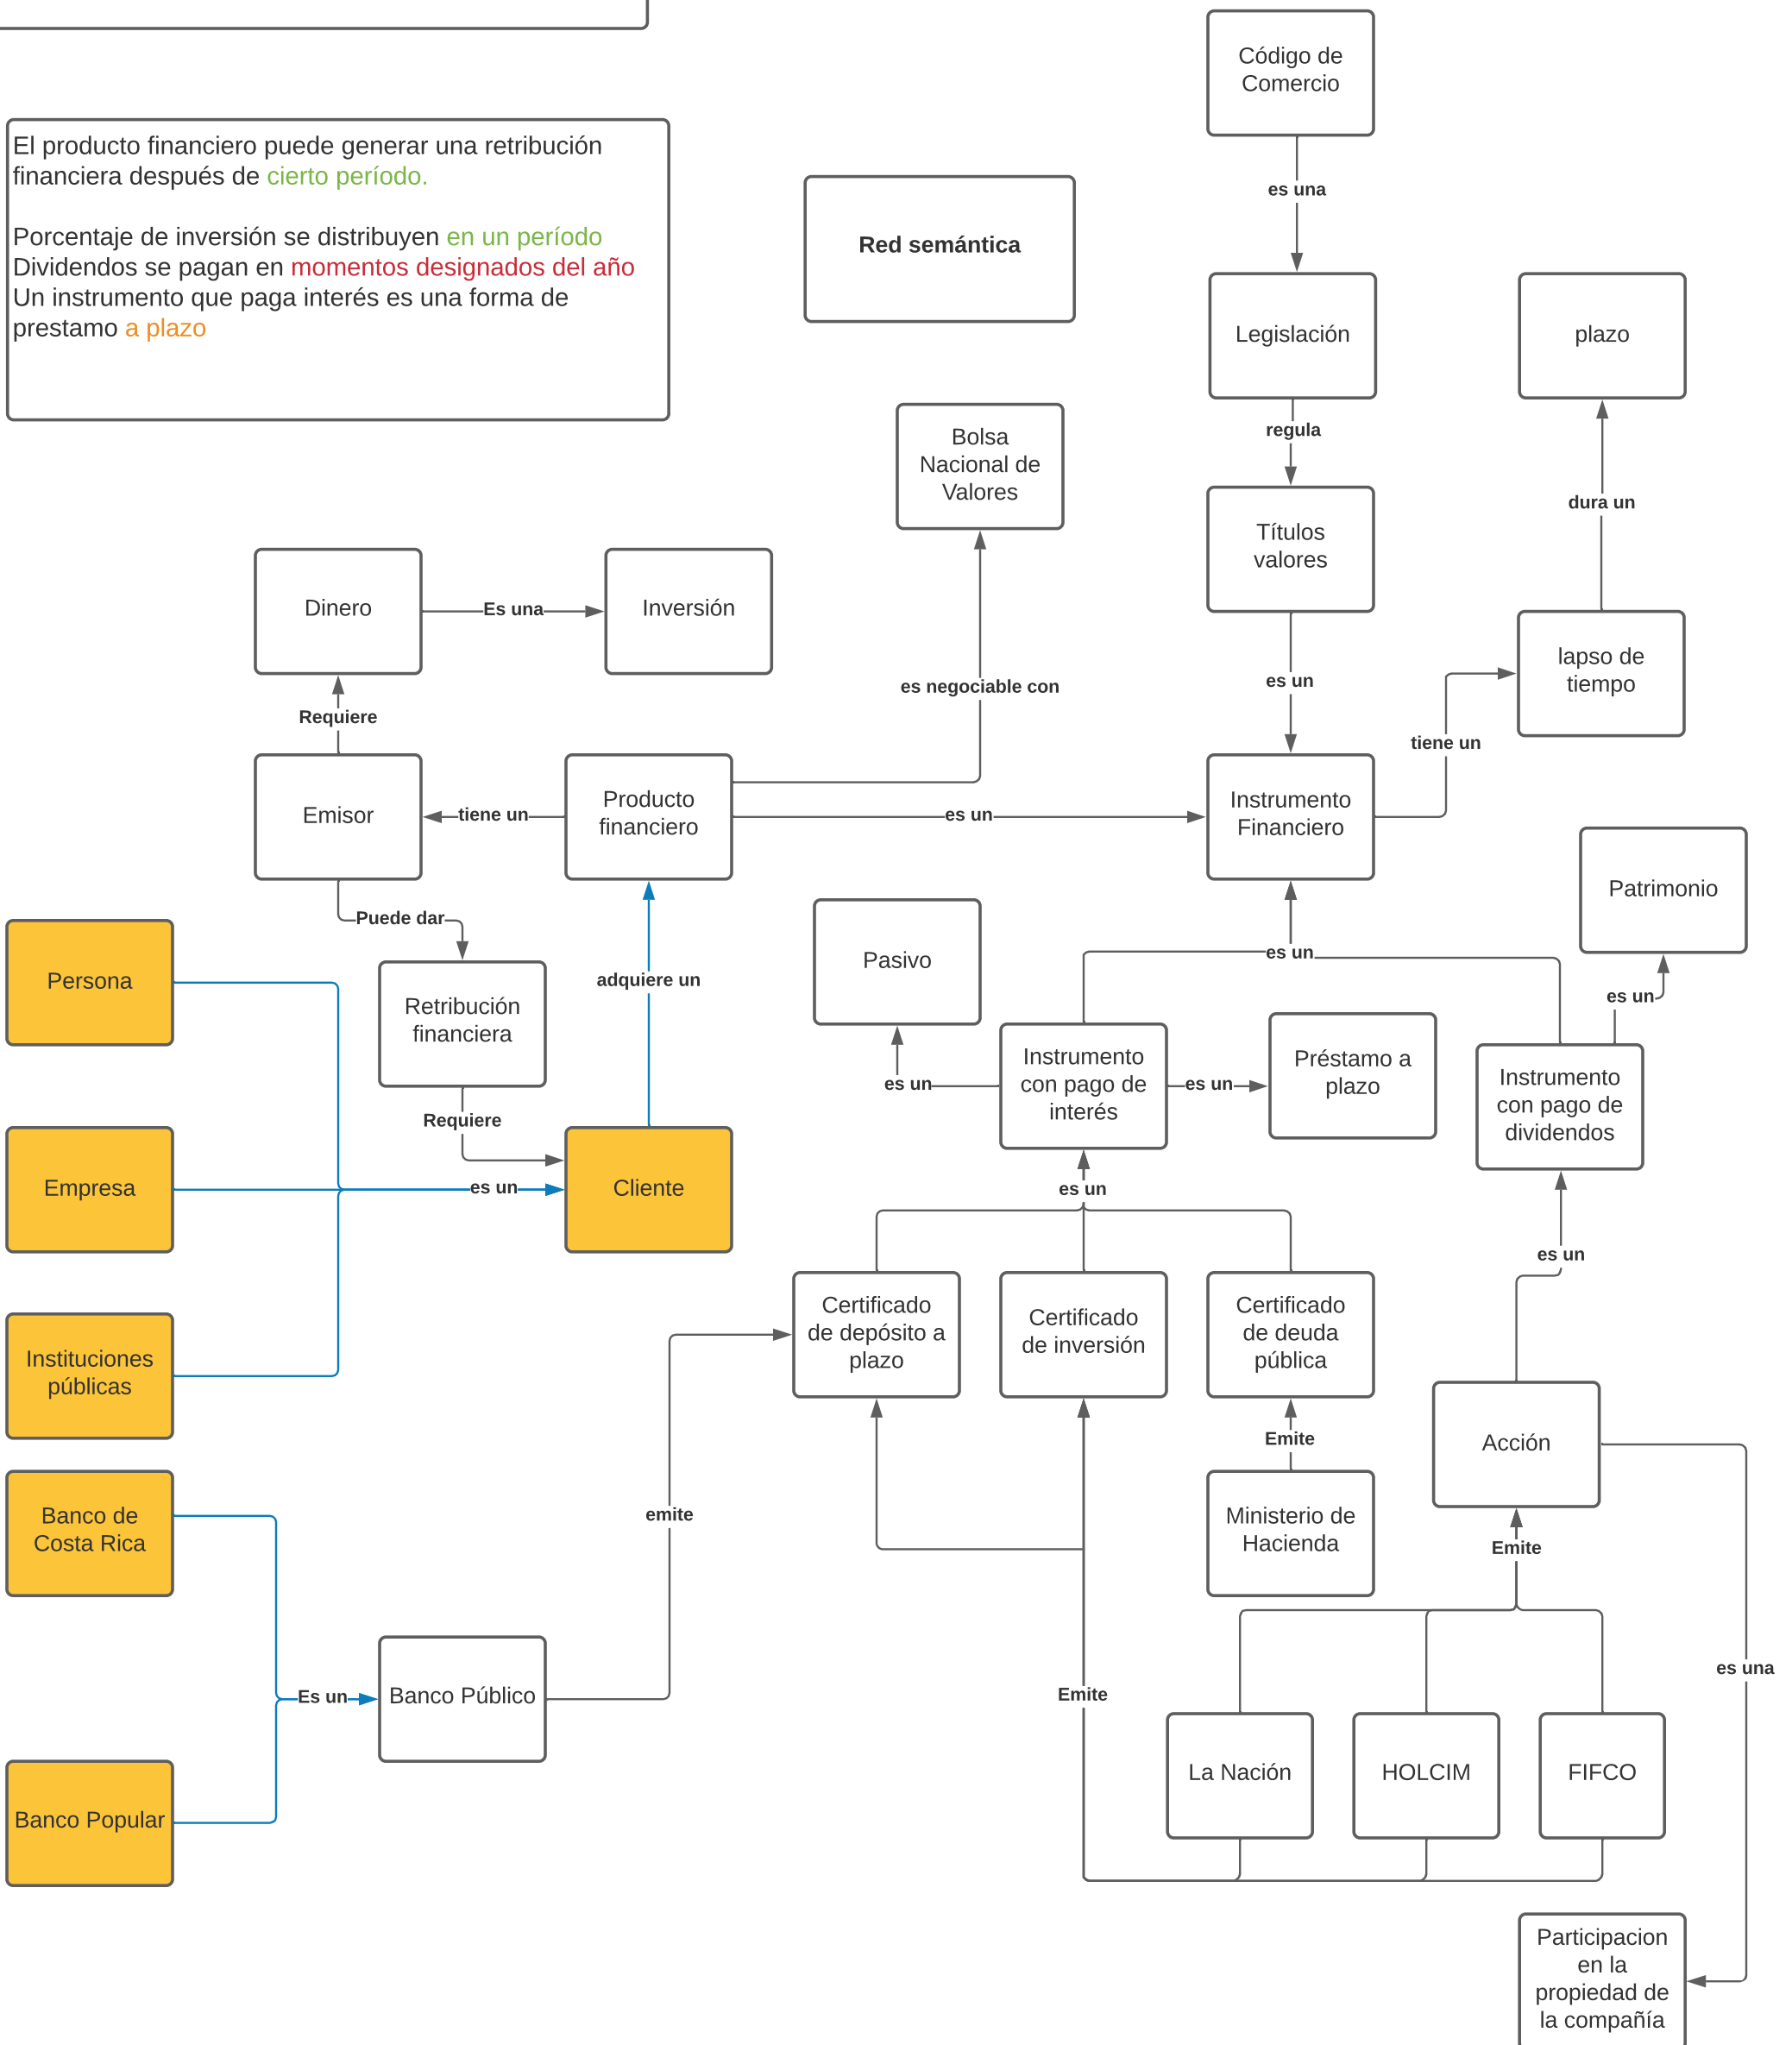 Código de
Comercio
El producto financiero puede generar una retribución
financiera después de cierto período.
Porcentaje de inversión se distribuyen en un período
Dividendos se pagan en momentos designados del año
Un instrumento que paga interés es una forma de
prestamo a plazo
es una
Red semántica
Legislación
plazo
regula
Bolsa
Nacional de
Valores
dura un
Títulos
valores
Dinero
Es una
Inversión
lapso de
tiempo
es un
es negociable con
Requiere
tiene un
Emisor
tiene un
Producto
financiero
es un
Instrumento
Financiero
Patrimonio
Puede dar
Pasivo
es un
Persona
adquiere un
es un
Retribución
financiera
Instrumento
con pago de
interés
Préstamo a
plazo
Instrumento
con pago de
dividendos
es un
es un
Requiere
Empresa
es un
Cliente
es un
es un
Certificado
de depósito a
plazo
Certificado
de inversión
Certificado
de deuda
pública
Instituciones
públicas
Acción
Emite
Banco de
Costa Rica
emite
Ministerio de
Hacienda
Emite
es una
Es un
Banco Público
Emite
La Nación
HOLCIM
FIFCO
Banco Popular
Participacion
en la
propiedad de
la compañía